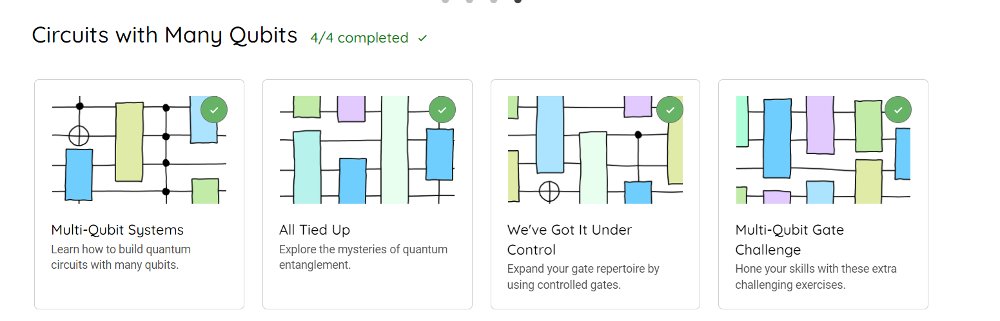 Circuits with Many Qubits 4/4 completed ✓
Multi-Qubit Systems
Learn how to build quantum
circuits with many qubits.
All Tied Up
Explore the mysteries of quantum
entanglement.
We've Got It Under
Control
Expand your gate repertoire by
using controlled gates.
Multi-Qubit Gate
Challenge
Hone your skills with these extra
challenging exercises.